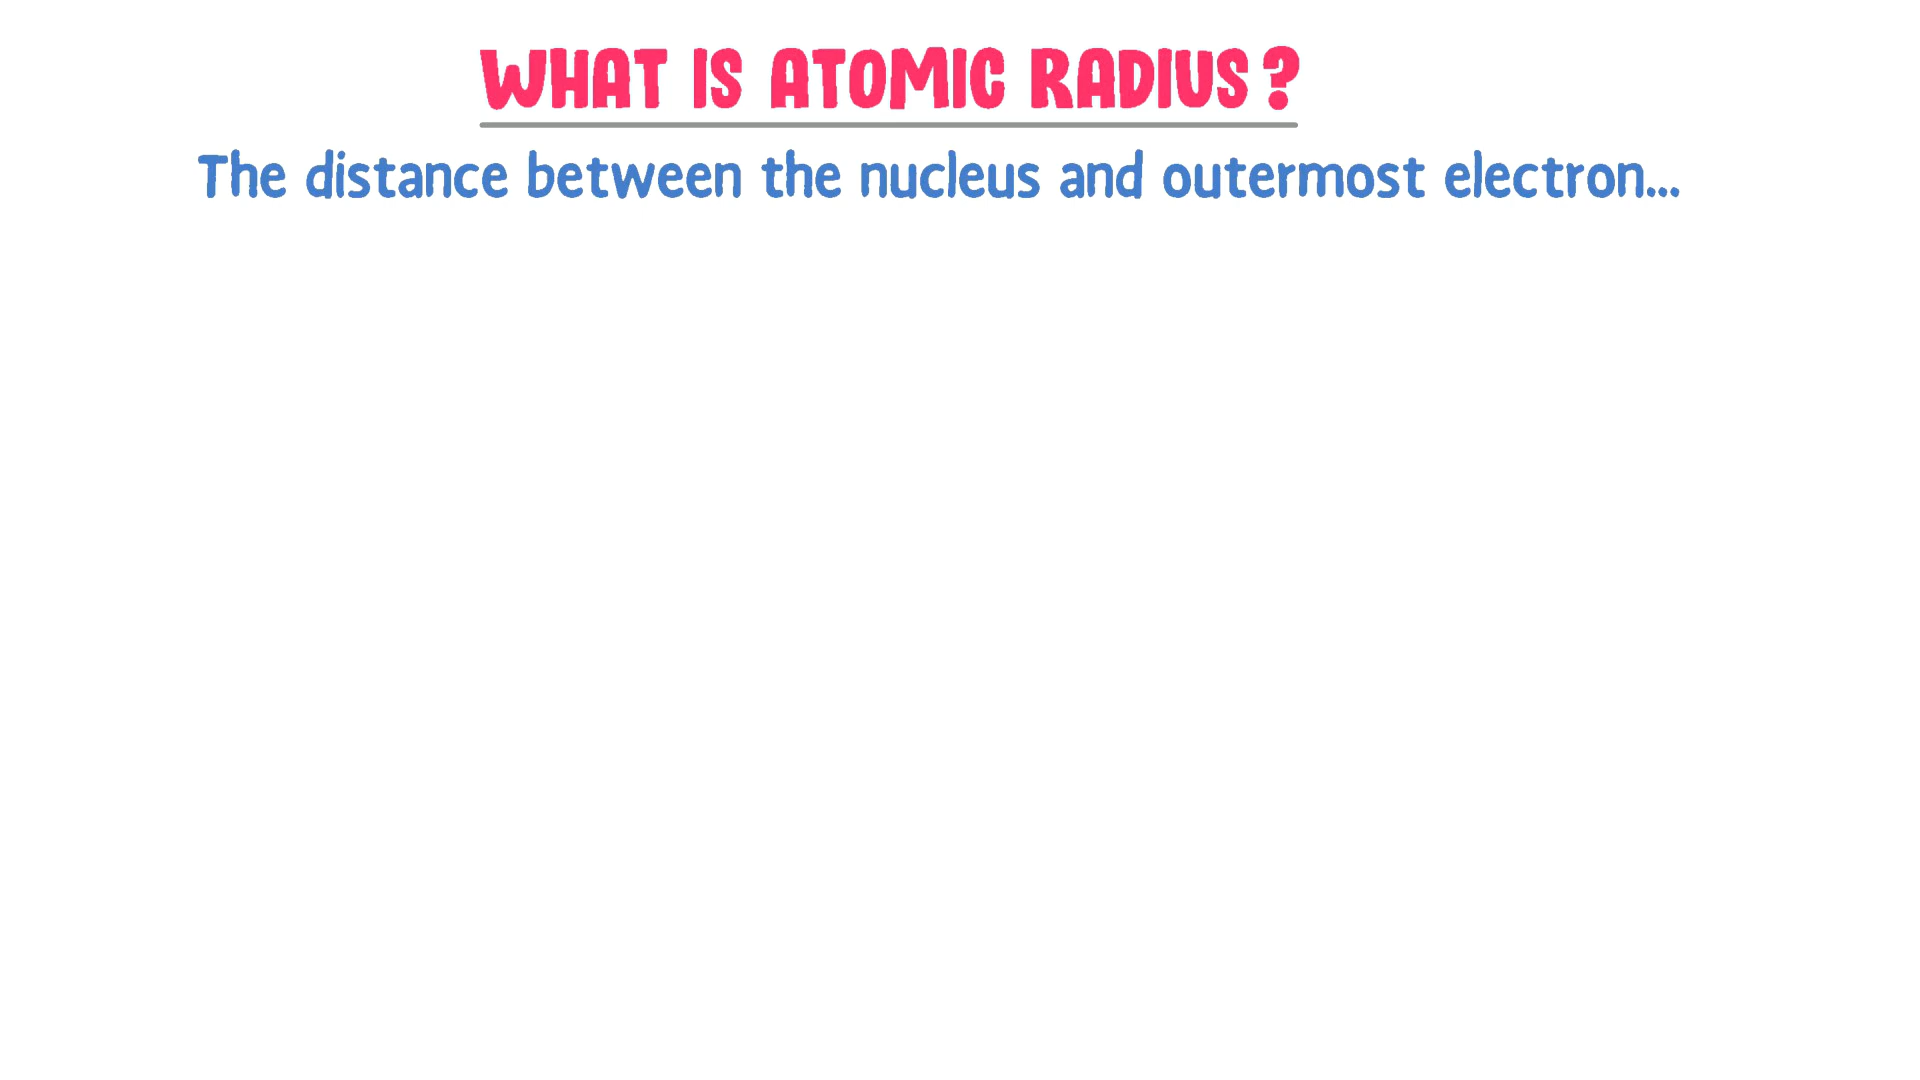 WHAT IS ATOMIC RADIUS?
The distance between the nucleus and outermost electron...